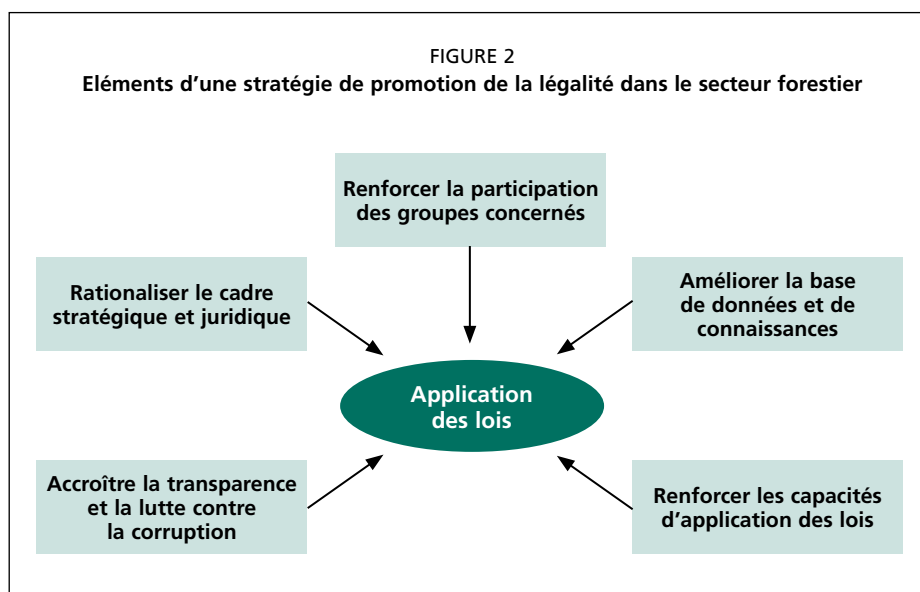 FIGURE 2
Eléments d'une stratégie de promotion de la légalité dans le secteur forestier
Renforcer la participation
des groupes concernés
Rationaliser le cadre
stratégique et juridique
Améliorer la base
de données et de
connaissances
Application
des lois
Accroître la transparence
et la lutte contre
la corruption
Renforcer les capacités
d'application des lois